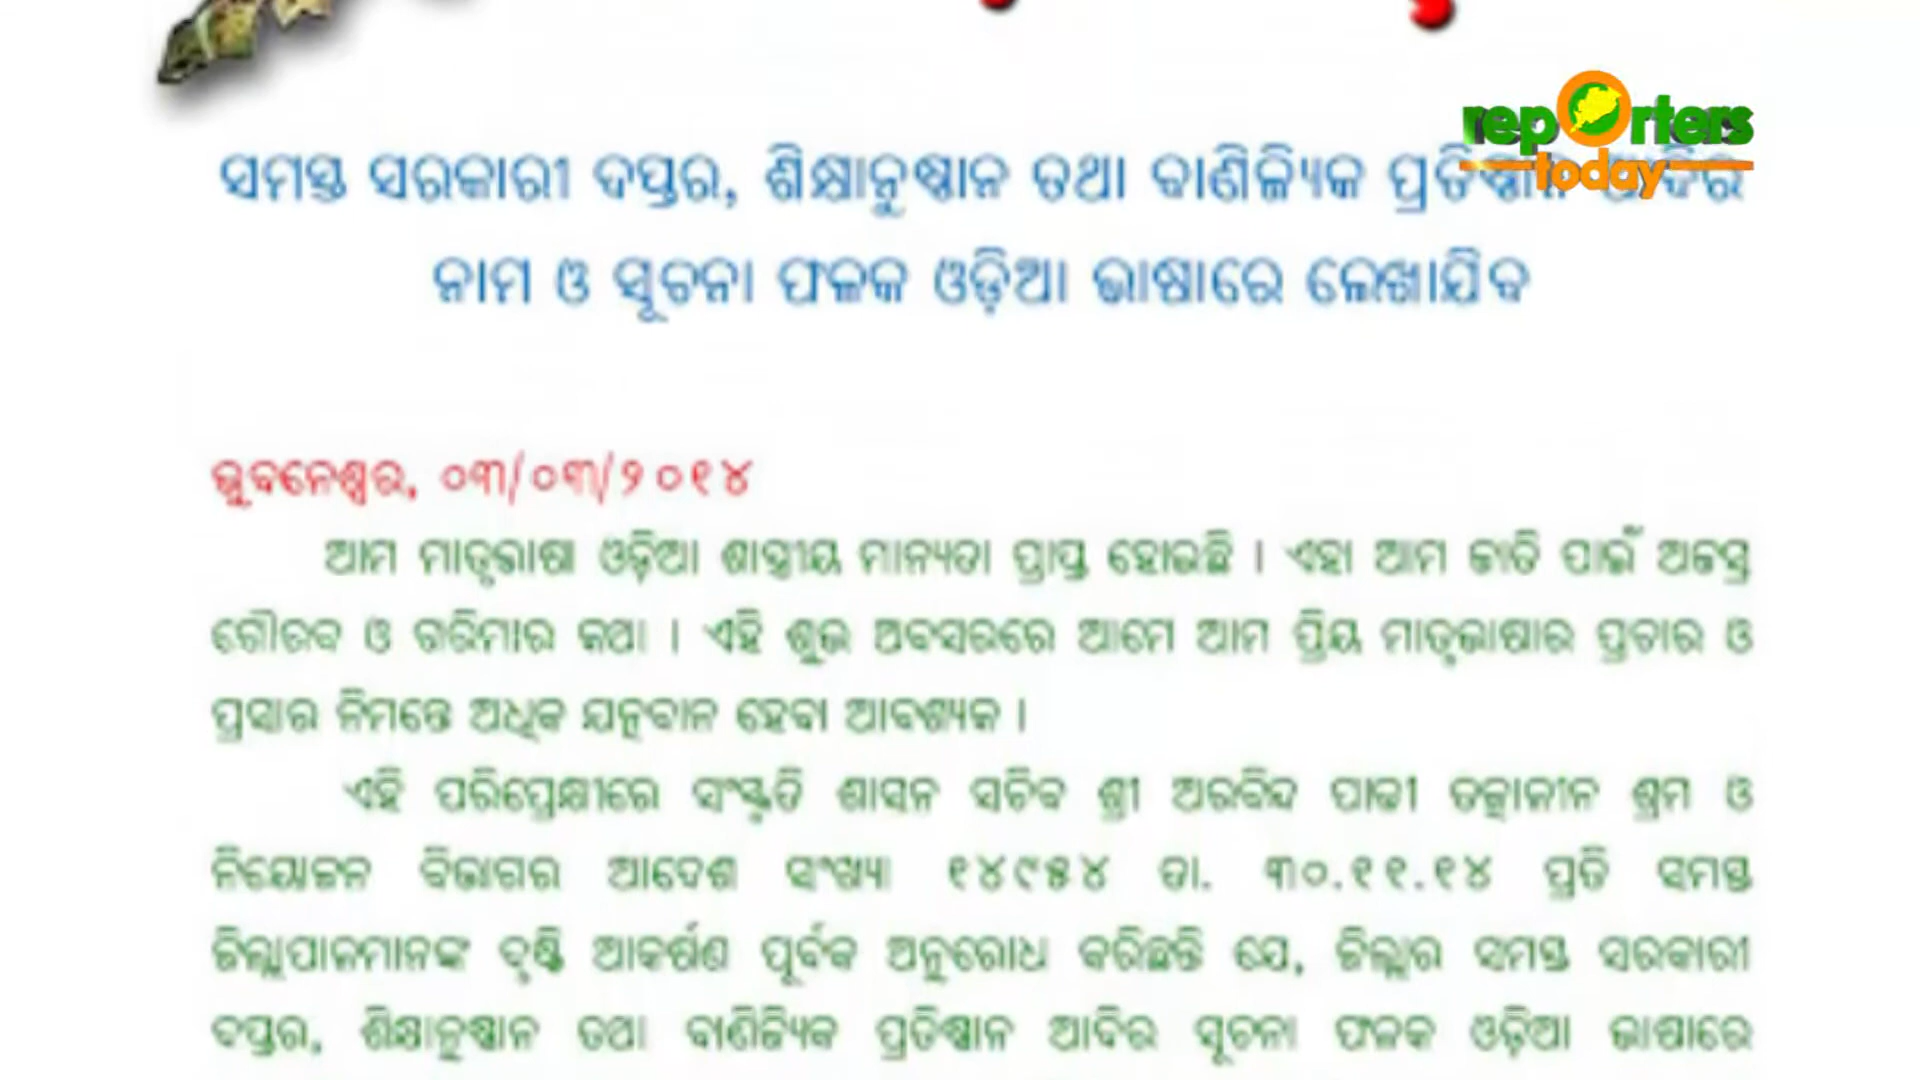 reporters
today
ସମସ୍ତ ସରକାରୀ ଦପ୍ତର, ଶିକ୍ଷାନୁଷ୍ଠାନ ତଥା ବାଣିଜ୍ୟିକ ପ୍ରତିଷ୍ଠାନ ଆଦିର
ନାମ ଓ ସୂଚନା ଫଳକ ଓଡ଼ିଆ ଭାଷାରେ ଲେଖାଯିବ
ଭୁବନେଶ୍ୱର, ୦୩/୦୩/୨୦୧୪
ଆମ ମାତୃଭାଷା ଓଡ଼ିଆ ଶାସ୍ତ୍ରୀୟ ମାନ୍ୟତା ପ୍ରାପ୍ତ ହୋଇଛି । ଏହା ଆମ ଜାତି ପାଇଁ ଅଜସ୍ର
ଗୌରବ ଓ ଗରିମାର କଥା । ଏହି ଶୁଭ ଅବସରରେ ଆମେ ଆମ ପ୍ରିୟ ମାତୃଭାଷାର ପ୍ରଚାର ଓ
ପ୍ରସାର ନିମନ୍ତେ ଅଧିକ ଯତ୍ନବାନ ହେବା ଆବଶ୍ୟକ ।
ଏହି ପରିପ୍ରେକ୍ଷୀରେ ସଂସ୍କୃତି ଶାସନ ସଚିବ ଶ୍ରୀ ଅରବିନ୍ଦ ପାଢୀ ତତ୍କାଳୀନ ଶ୍ରମ ଓ
ନିୟୋଜନ ବିଭାଗର ଆଦେଶ ସଂଖ୍ୟା ୧୪୯୫୪ ତା. ୩୦.୧୧.୧୪ ପ୍ରତି ସମସ୍ତ
ଜିଲ୍ଲାପାଳମାନଙ୍କ ଦୃଷ୍ଟି ଆକର୍ଷଣ ପୂର୍ବକ ଅନୁରୋଧ କରିଛନ୍ତି ଯେ, ଜିଲ୍ଲାର ସମସ୍ତ ସରକାରୀ
ଦପ୍ତର, ଶିକ୍ଷାନୁଷ୍ଠାନ ତଥା ବାଣିଜ୍ୟିକ ପ୍ରତିଷ୍ଠାନ ଆଦିର ସୂଚନା ଫଳକ ଓଡ଼ିଆ ଭାଷାରେ